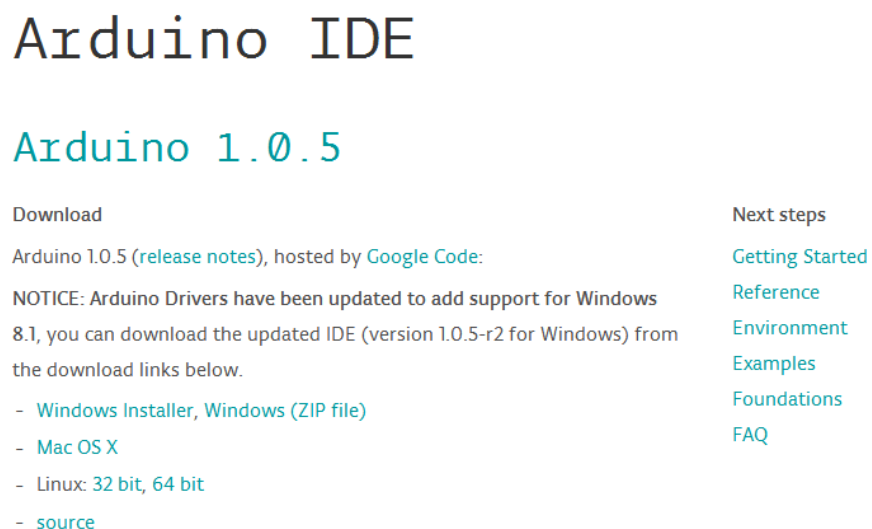 Arduino IDE
Arduino 1.0.5
Download
Arduino 1.0.5 (release notes), hosted by Google Code:
NOTICE: Arduino Drivers have been updated to add support for Windows
8.1, you can download the updated IDE (version 1.0.5-r2 for Windows) from
the download links below.
- Windows Installer, Windows (ZIP file)
- Mac OS X
- Linux: 32 bit, 64 bit
- source
Next steps
Getting Started
Reference
Environment
Examples
Foundations
FAQ